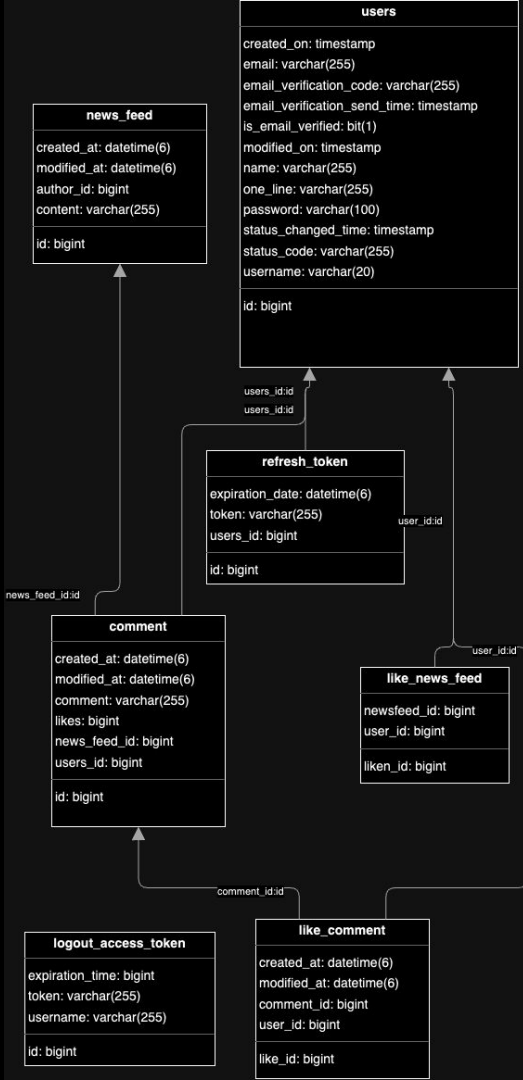 users
created_on: timestamp
email: varchar(255)
email_verification_code: varchar(255)
email_verification_send_time: timestamp
is_email_verified: bit(1)
modified_on: timestamp
name: varchar(255)
one_line: varchar(255)
password: varchar(100)
status_changed_time: timestamp
status_code: varchar(255)
username: varchar(20)
id: bigint
news_feed
created_at: datetime(6)
modified_at: datetime(6)
author_id: bigint
content: varchar(255)
id: bigint
users_id:id
users_id:id
refresh_token
expiration_date: datetime(6)
token: varchar(255)
users_id: bigint
id: bigint
user_id:id
news_feed_id:id
comment
created_at: datetime(6)
modified_at: datetime(6)
comment: varchar(255)
likes: bigint
news_feed_id: bigint
users_id: bigint
id: bigint
user_id:id
like_news_feed
newsfeed_id: bigint
user_id: bigint
liken_id: bigint
comment_id:id
logout_access_token
expiration_time: bigint
token: varchar(255)
username: varchar(255)
id: bigint
like_comment
created_at: datetime(6)
modified_at: datetime(6)
comment_id: bigint
user_id: bigint
like_id: bigint